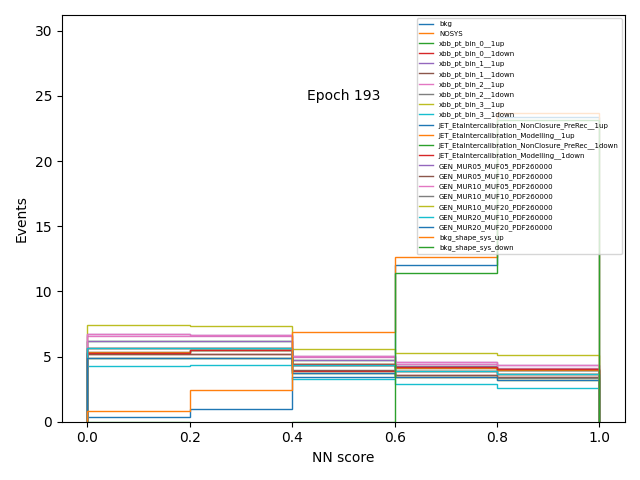 bkg
NOSYS
xbb_pt_bin_0__1up
xbb_pt_bin_0__1down
xbb_pt_bin_1__1up
xbb_pt_bin_1__1down
xbb_pt_bin_2__1up
xbb_pt_bin_2__1down
xbb_pt_bin_3__1up
xbb_pt_bin_3__1down
JET_EtaIntercalibration_NonClosure_PreRec__1up
JET_EtaIntercalibration_Modelling__1up
JET_EtaIntercalibration_NonClosure_PreRec__1down
JET_EtaIntercalibration_Modelling__1down
GEN_MUR05_MUF05_PDF260000
GEN_MUR05_MUF10_PDF260000
GEN_MUR10_MUF05_PDF260000
GEN_MUR10_MUF10_PDF260000
GEN_MUR10_MUF20_PDF260000
GEN_MUR20_MUF10_PDF260000
GEN_MUR20_MUF20_PDF260000
bkg_shape_sys_up
bkg_shape_sys_down
Epoch 193
Events
30
25
20
15
10
5
0
0.0 0.2 0.4 0.6 0.8 1.0
NN score